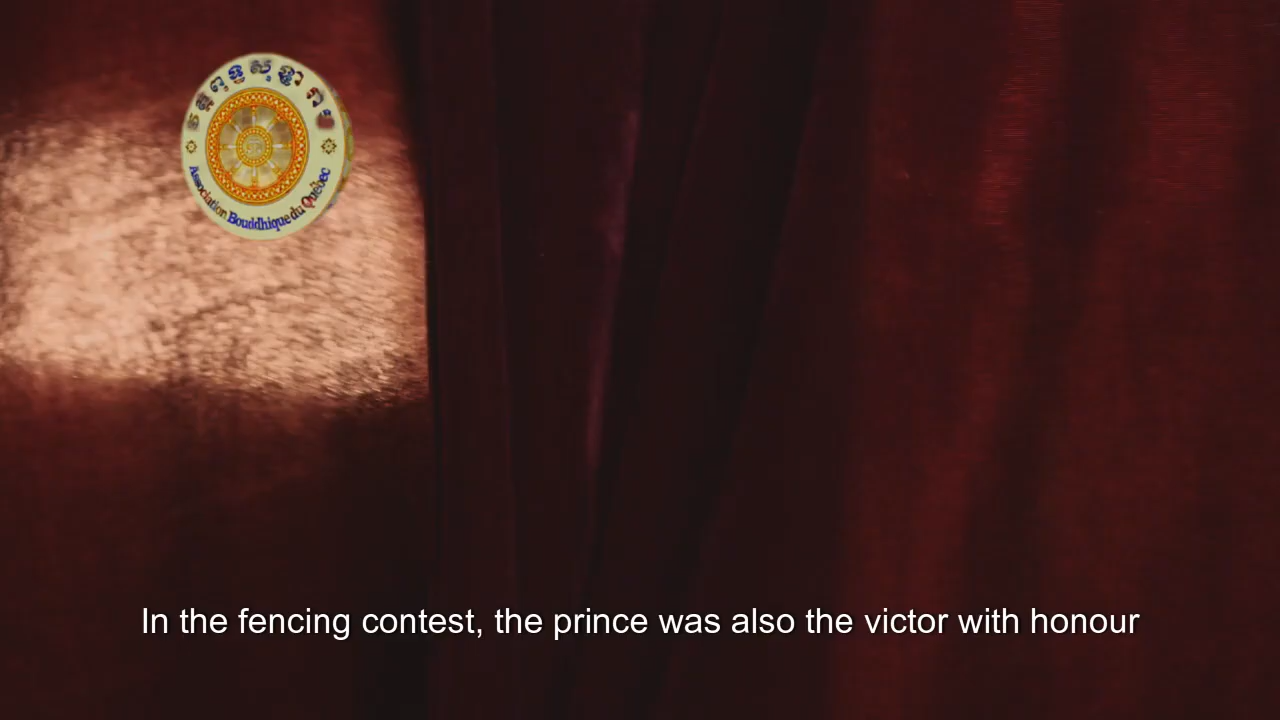 Association Bouddhique du Québec
In the fencing contest, the prince was also the victor with honour